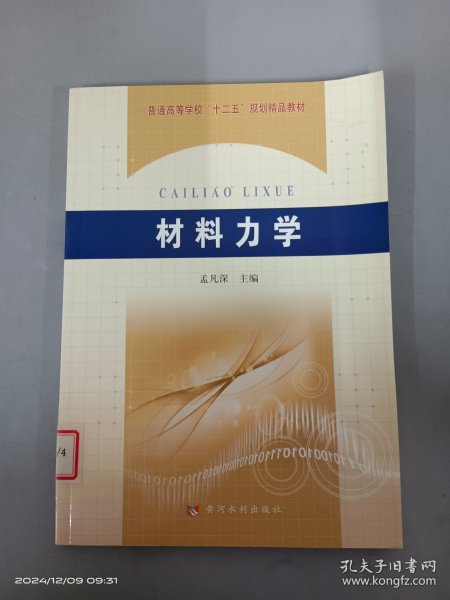 普通高等学校“十二五”规划精品教材
CAILIAO LIXUE
材料力学
孟凡深 主编
/4
黄河水利出版社
2024/12/09 09:31
孔夫子旧书网
www.kongfz.com